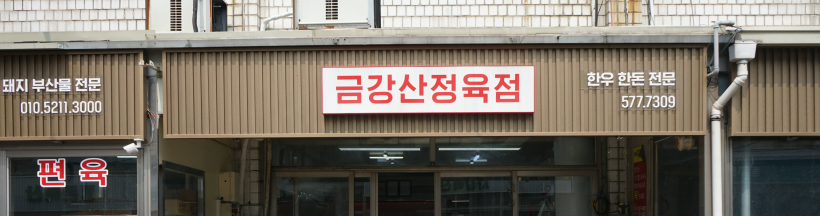 돼지 부산물 전문
010.5211.3000
편육
금강산정육점
한우 한돈 전문
577.7309